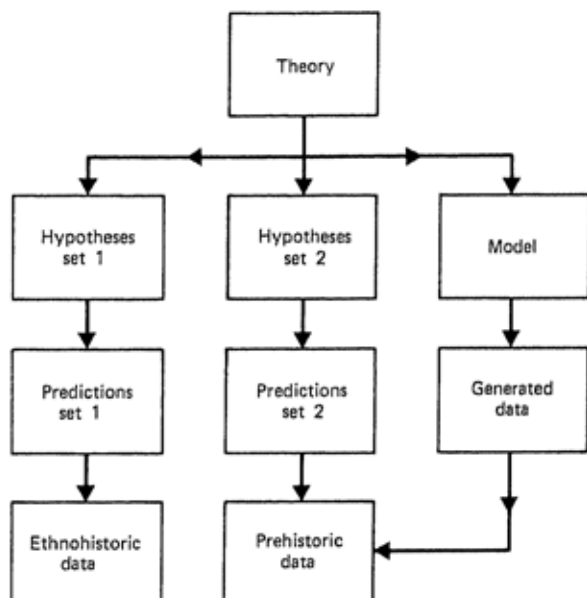 Theory
Hypotheses
set 1
Hypotheses
set 2
Model
Predictions
set 1
Predictions
set 2
Generated
data
Ethnohistoric
data
Prehistoric
data